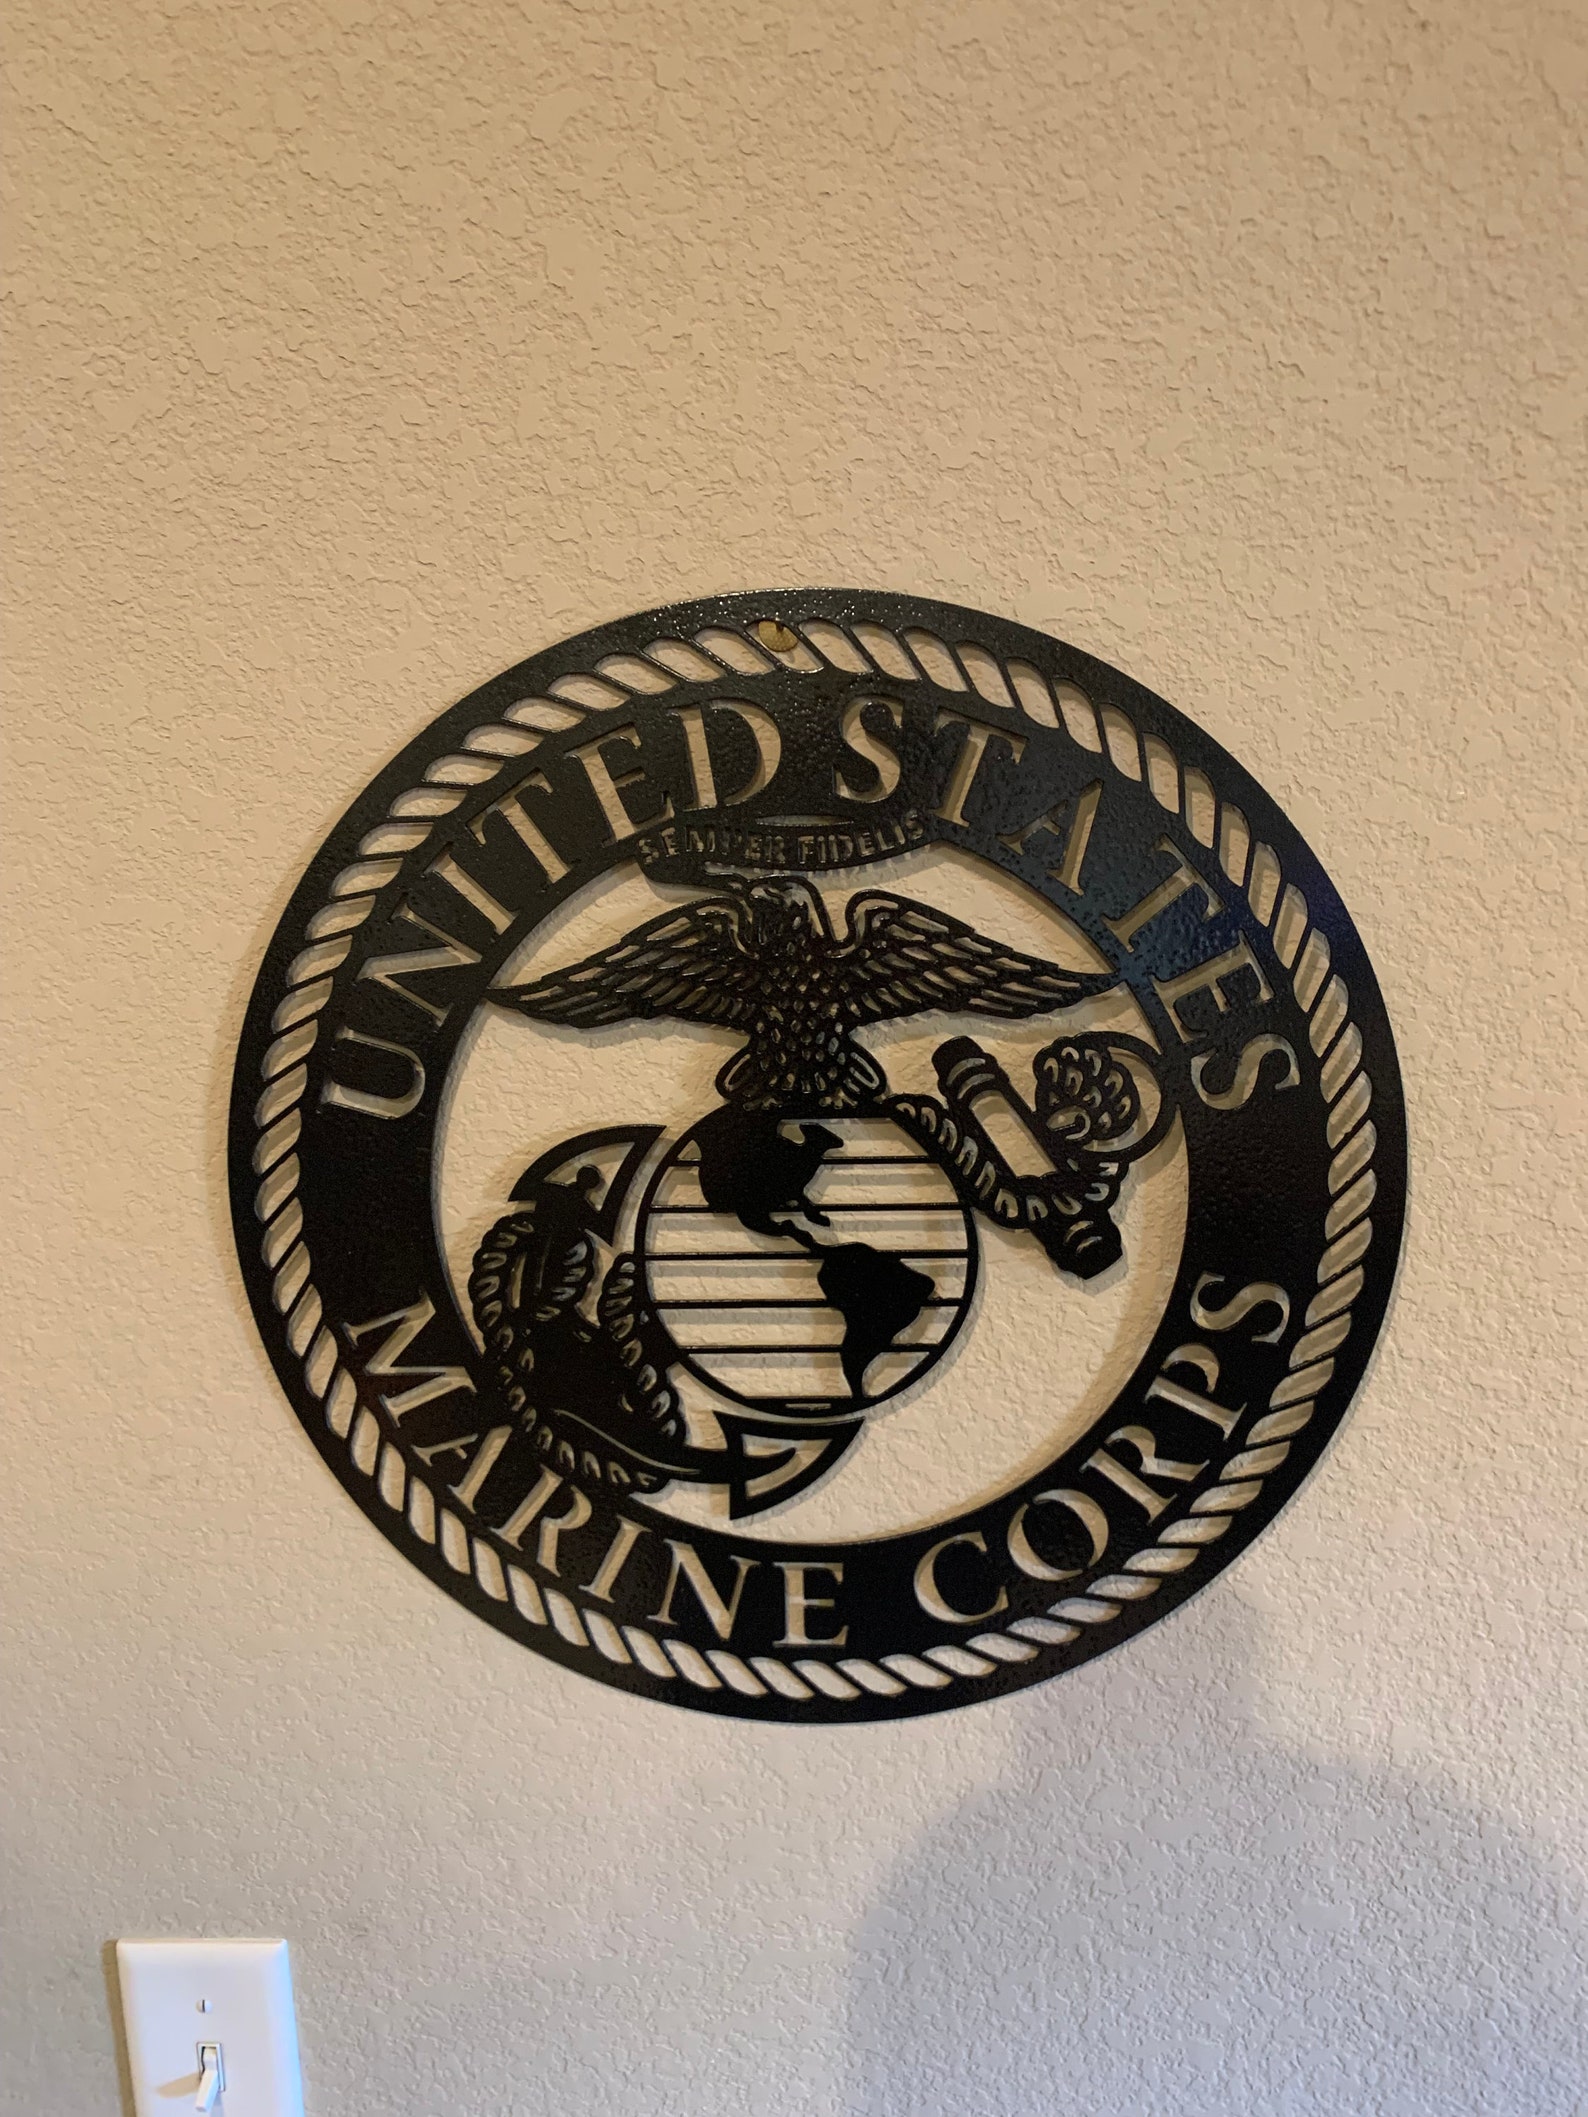 UNITED STATES
SEMPER FIDELIS
MARINE CORPS